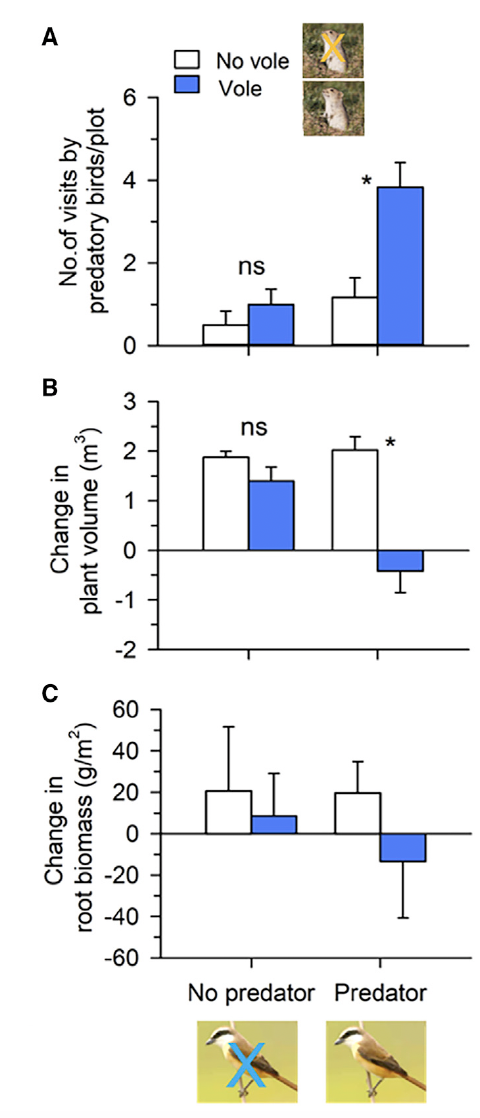 A
No vole
Vole
No.of visits by
predatory birds/plot
6
4
2
0
ns
*
B
Change in
plant volume (m³)
3
2
1
0
-1
-2
ns
*
C
Change in
root biomass (g/m²)
60
40
20
0
-20
-40
-60
No predator Predator